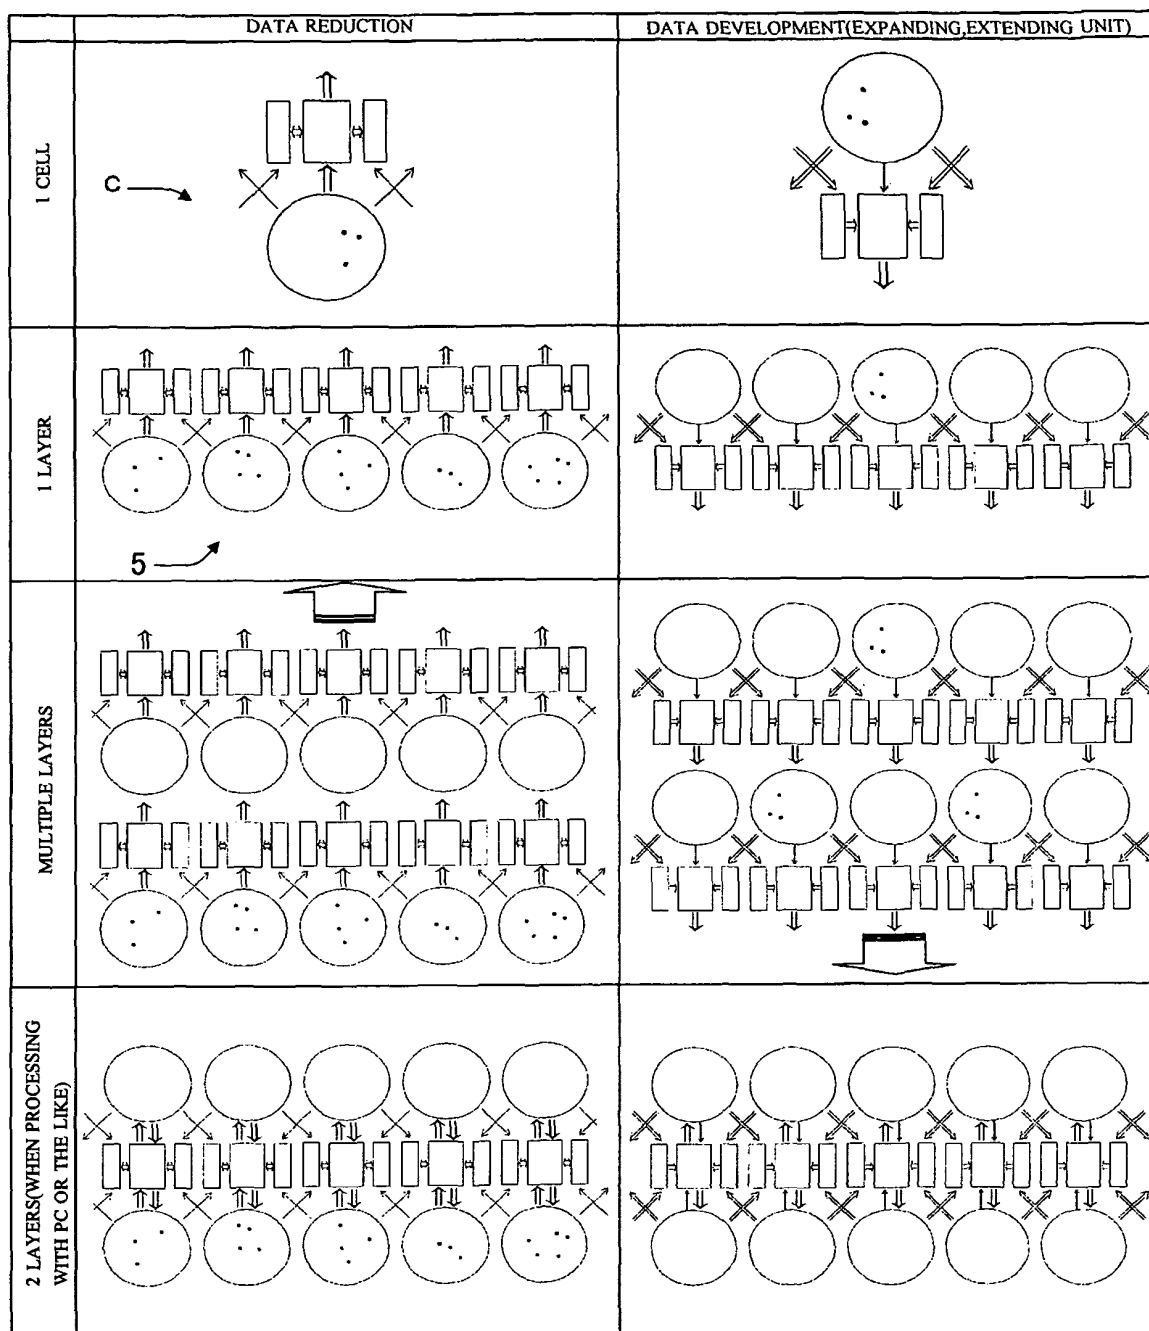 DATA REDUCTION
DATA DEVELOPMENT(EXPANDING,EXTENDING UNIT)
1 CELL
C
1 LAYER
5
MULTIPLE LAYERS
2 LAYERS(WHEN PROCESSING
WITH PC OR THE LIKE)